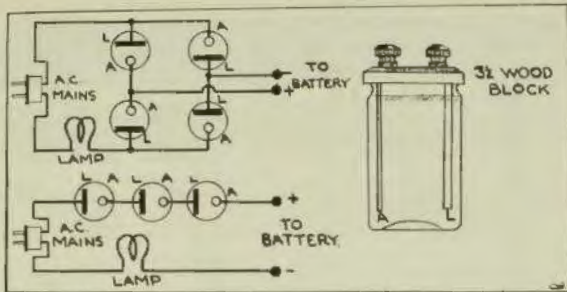 L
A
A
L
A.C.
MAINS
TO
BATTERY
-
+
A
L
L
A
LAMP
3½ WOOD
BLOCK
A
L
L A L A L A
+
A.C.
MAINS
TO
BATTERY.
-
LAMP